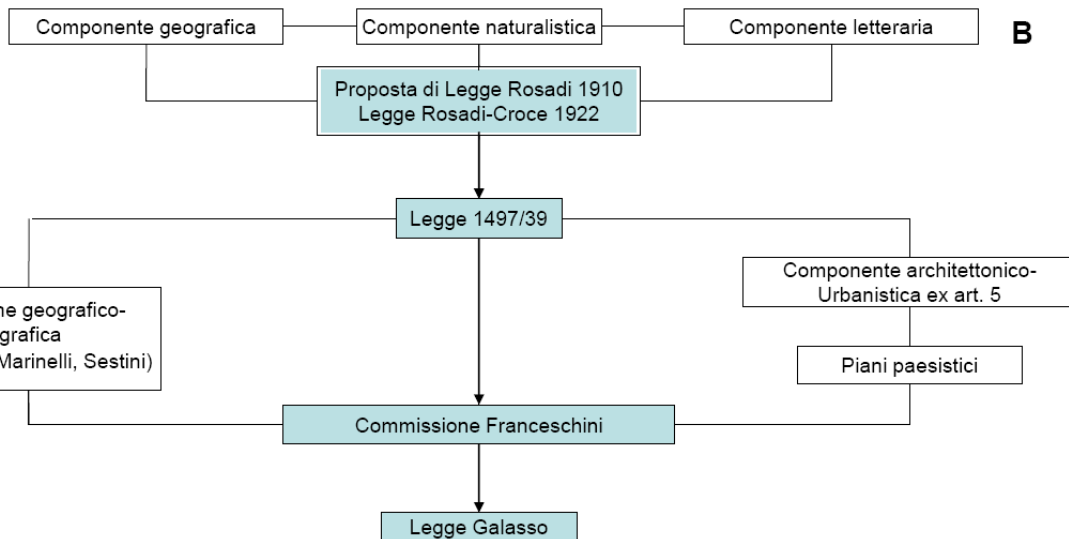 Componente geografica
Componente naturalistica
Componente letteraria
B
Proposta di Legge Rosadi 1910
Legge Rosadi-Croce 1922
Legge 1497/39
Componente architettonico-
Urbanistica ex art. 5
geografico-
Marinelli, Sestini)
Piani paesistici
Commissione Franceschini
Legge Galasso